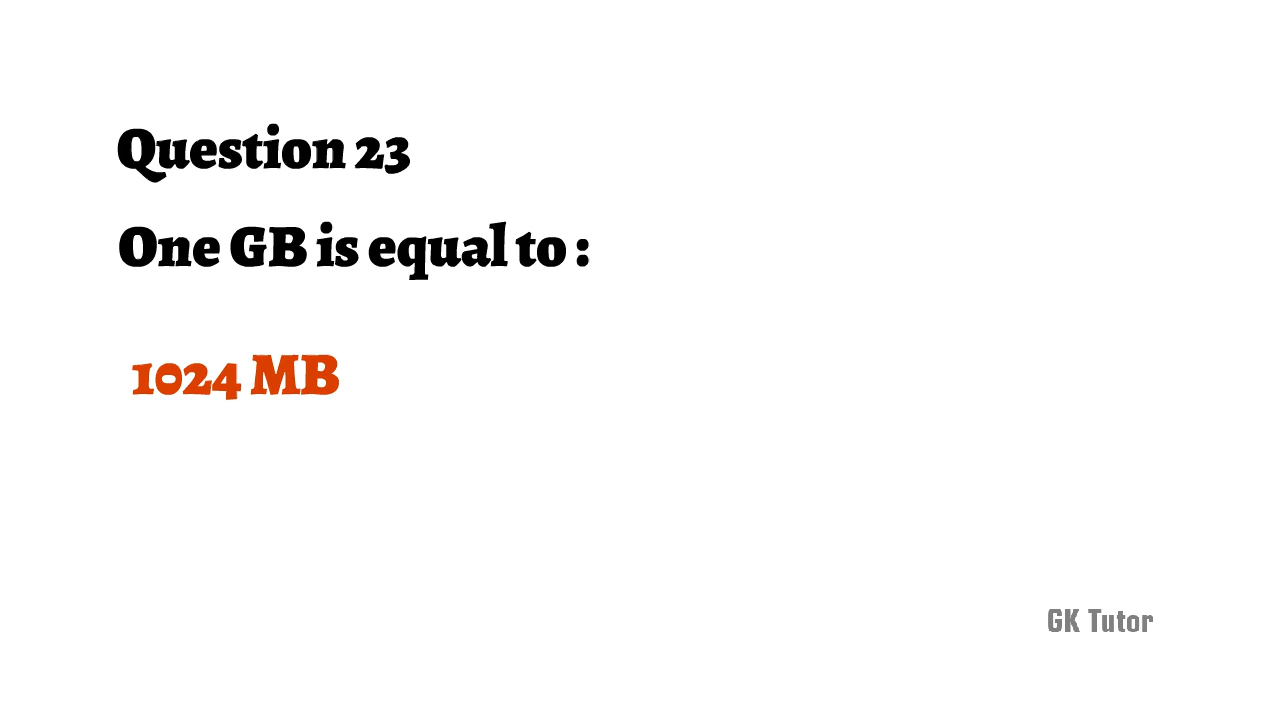 Question 23
One GB is equal to :
1024 MB
GK Tutor